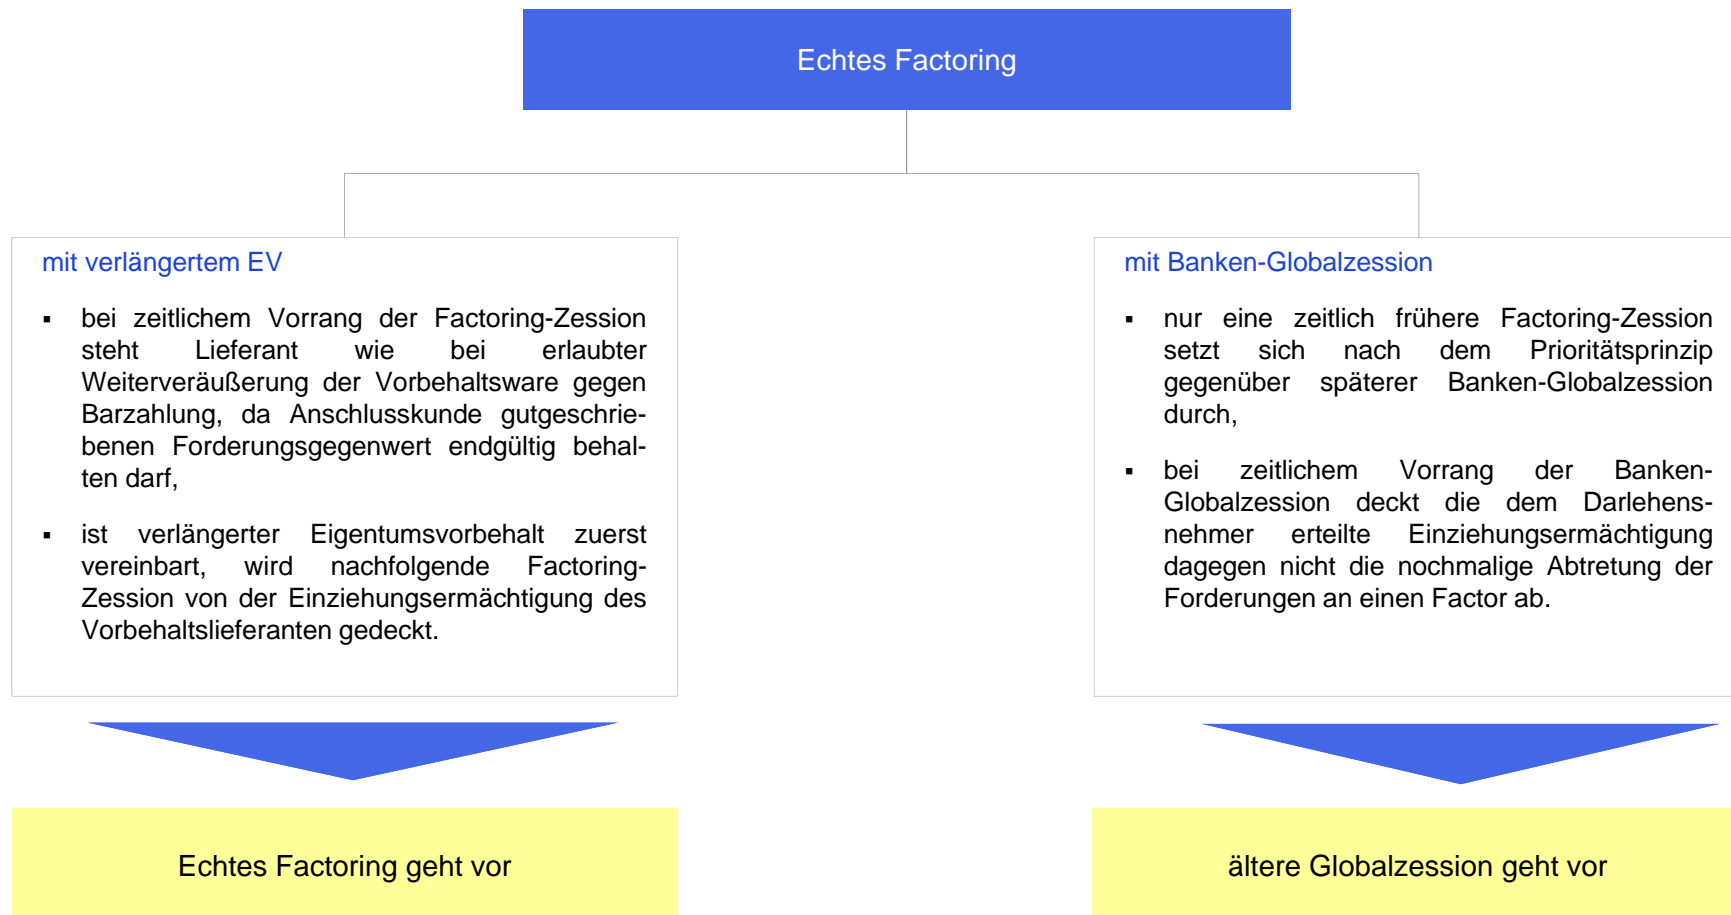 Echtes Factoring
mit verlängertem EV
▪ bei zeitlichem Vorrang der Factoring-Zession
steht Lieferant wie bei erlaubter
Weiterveräußerung der Vorbehaltsware gegen
Barzahlung, da Anschlusskunde gutgeschrie-
benen Forderungsgegenwert endgültig behal-
ten darf,
▪ ist verlängerter Eigentumsvorbehalt zuerst
vereinbart, wird nachfolgende Factoring-
Zession von der Einziehungsermächtigung des
Vorbehaltslieferanten gedeckt.
Echtes Factoring geht vor
mit Banken-Globalzession
▪ nur eine zeitlich frühere Factoring-Zession
setzt sich nach dem Prioritätsprinzip
gegenüber späterer Banken-Globalzession
durch,
▪ bei zeitlichem Vorrang der Banken-
Globalzession deckt die dem Darlehens-
nehmer erteilte Einziehungsermächtigung
dagegen nicht die nochmalige Abtretung der
Forderungen an einen Factor ab.
ältere Globalzession geht vor